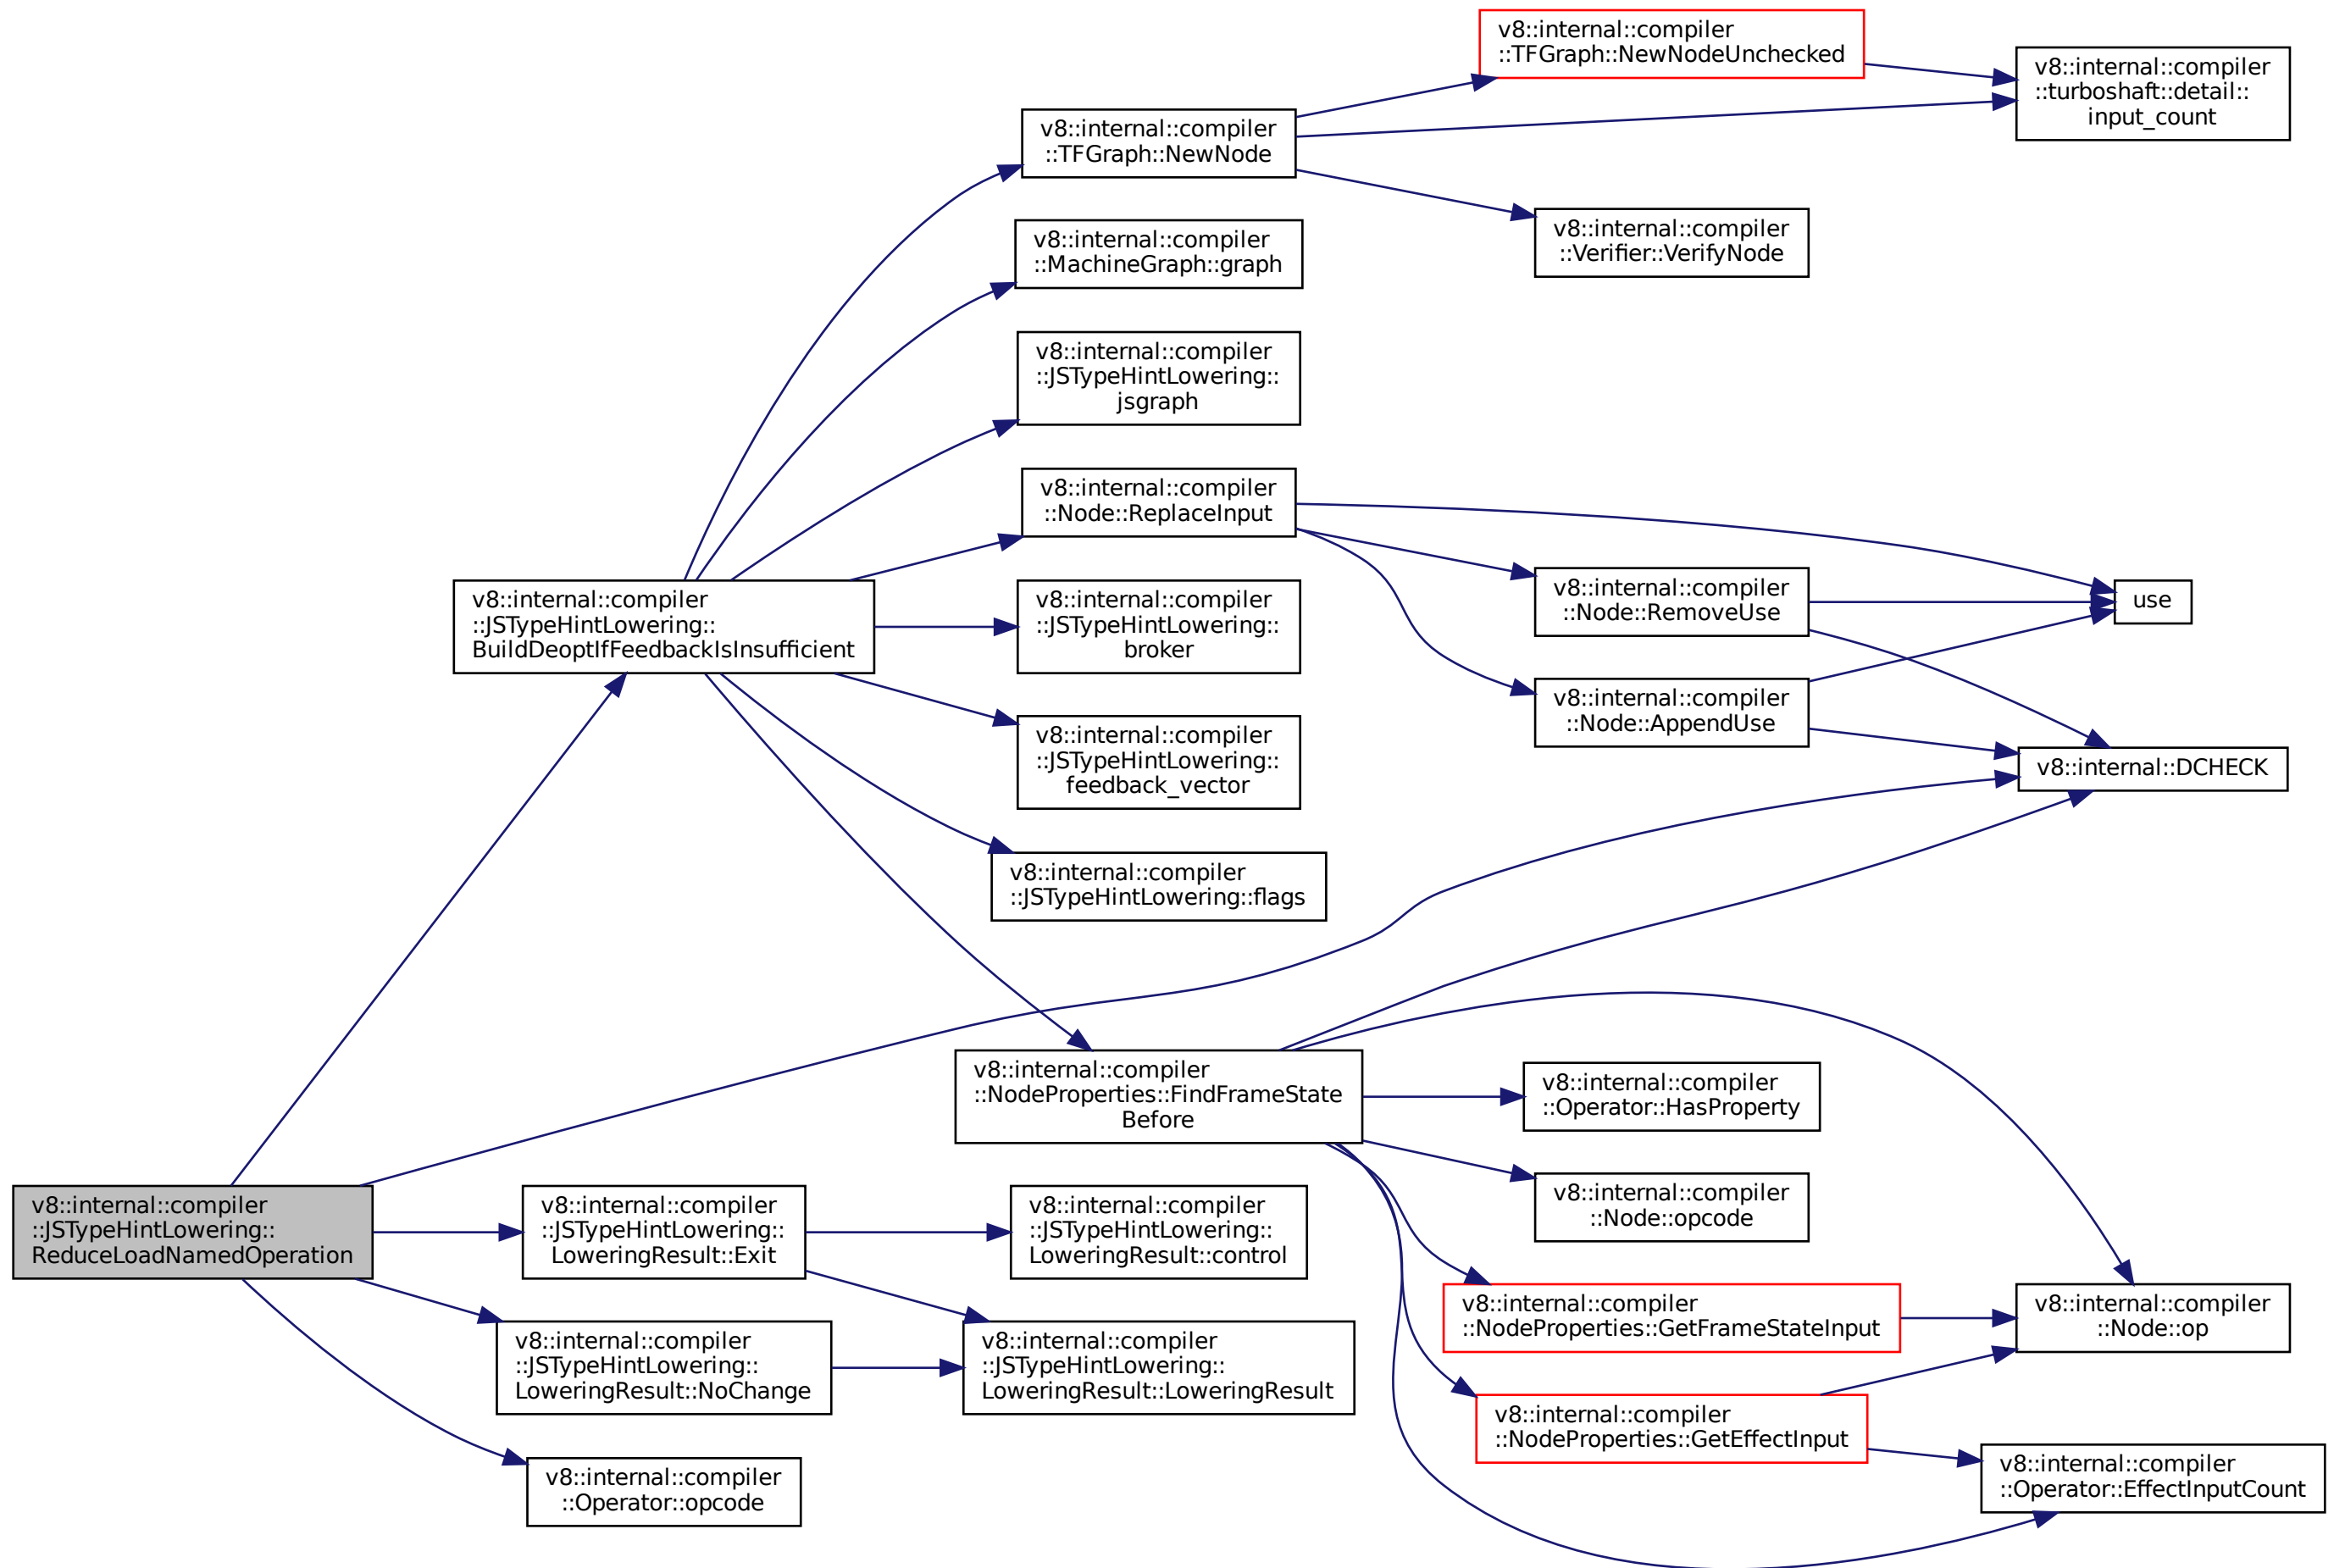 v8::internal::compiler
::TFGraph::NewNodeUnchecked
v8::internal::compiler
::turboshaft::detail::
input_count
v8::internal::compiler
::TFGraph::NewNode
v8::internal::compiler
::Verifier::VerifyNode
v8::internal::compiler
::MachineGraph::graph
v8::internal::compiler
::JSTypeHintLowering::
jsgraph
v8::internal::compiler
::Node::ReplaceInput
v8::internal::compiler
::JSTypeHintLowering::
BuildDeoptIfFeedbackIsInsufficient
v8::internal::compiler
::JSTypeHintLowering::
broker
v8::internal::compiler
::Node::RemoveUse
use
v8::internal::compiler
::Node::AppendUse
v8::internal::compiler
::JSTypeHintLowering::
feedback_vector
v8::internal::DCHECK
v8::internal::compiler
::JSTypeHintLowering::flags
v8::internal::compiler
::NodeProperties::FindFrameState
Before
v8::internal::compiler
::Operator::HasProperty
v8::internal::compiler
::Node::opcode
v8::internal::compiler
::JSTypeHintLowering::
ReduceLoadNamedOperation
v8::internal::compiler
::JSTypeHintLowering::
LoweringResult::Exit
v8::internal::compiler
::JSTypeHintLowering::
LoweringResult::control
v8::internal::compiler
::NodeProperties::GetFrameStateInput
v8::internal::compiler
::Node::op
v8::internal::compiler
::JSTypeHintLowering::
LoweringResult::NoChange
v8::internal::compiler
::JSTypeHintLowering::
LoweringResult::LoweringResult
v8::internal::compiler
::NodeProperties::GetEffectInput
v8::internal::compiler
::Operator::EffectInputCount
v8::internal::compiler
::Operator::opcode